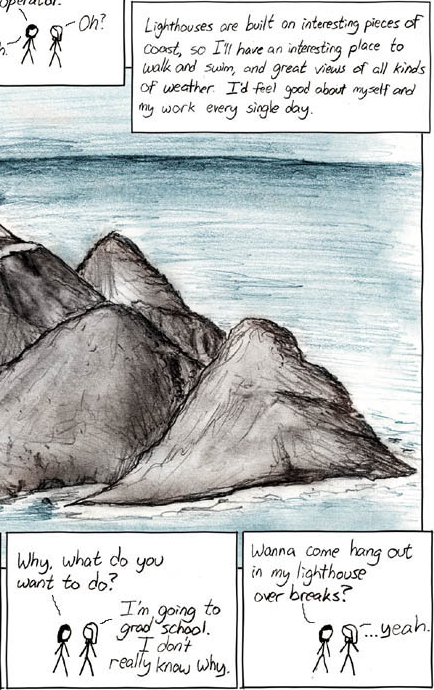 operator.
Oh?
h.
Lighthouses are built on interesting pieces of
coast, so I'll have an interesting place to
walk and swim, and great views of all kinds
of weather. I'd feel good about myself and
my work every single day.
Why, what do you
want to do?
I'm going to
grad school.
I don't
really know why.
Wanna come hang out
in my lighthouse
over breaks?
...yeah.